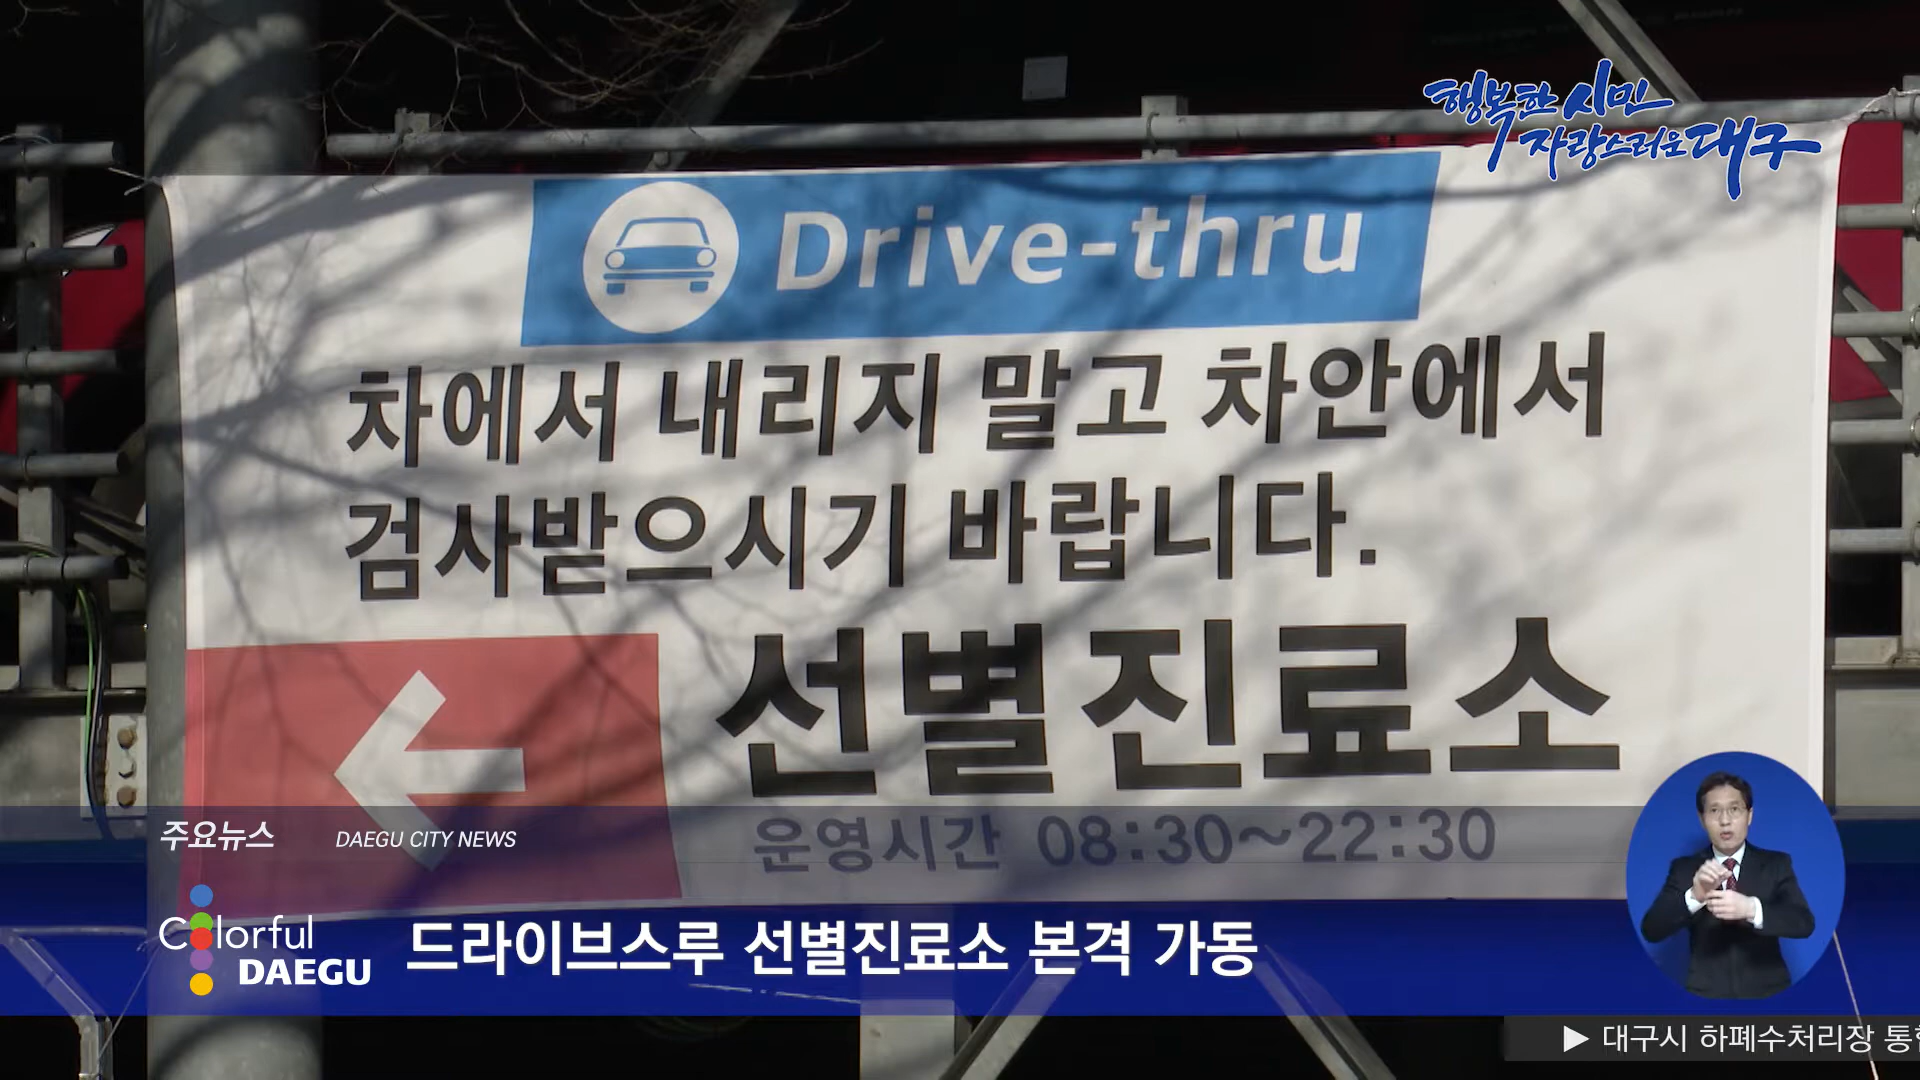 행복한 시민
자랑스러운 대구
Drive-thru
차에서 내리지 말고 차안에서
검사받으시기 바랍니다.
선별진료소
운영시간 08:30~22:30
주요뉴스 DAEGU CITY NEWS
Colorful
DAEGU
드라이브스루 선별진료소 본격 가동
▶ 대구시 하폐수처리장